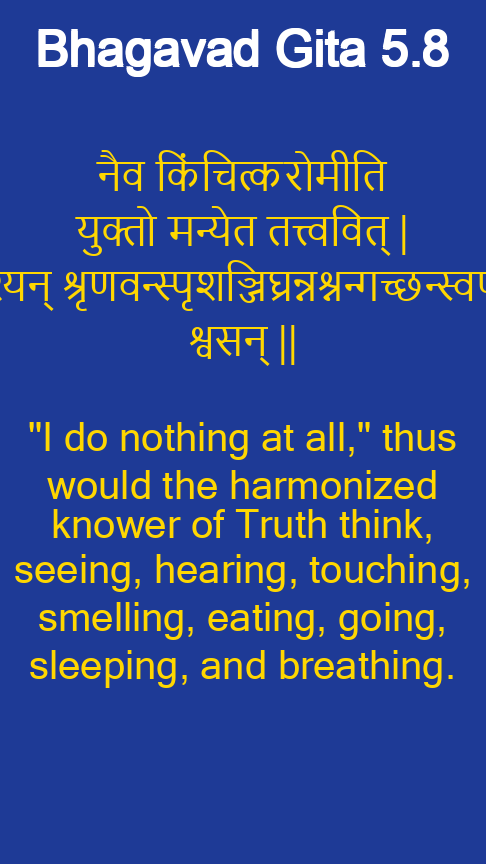 Bhagavad Gita 5.8
नैव किंचित्करोमीति
युक्तो मन्येत तत्त्ववित् |
श्रृणवन्स्पृशञ्जिघ्रन्नश्नन्गच्छन्स्व
श्वसन् ||
"I do nothing at all," thus
would the harmonized
knower of Truth think,
seeing, hearing, touching,
smelling, eating, going,
sleeping, and breathing.